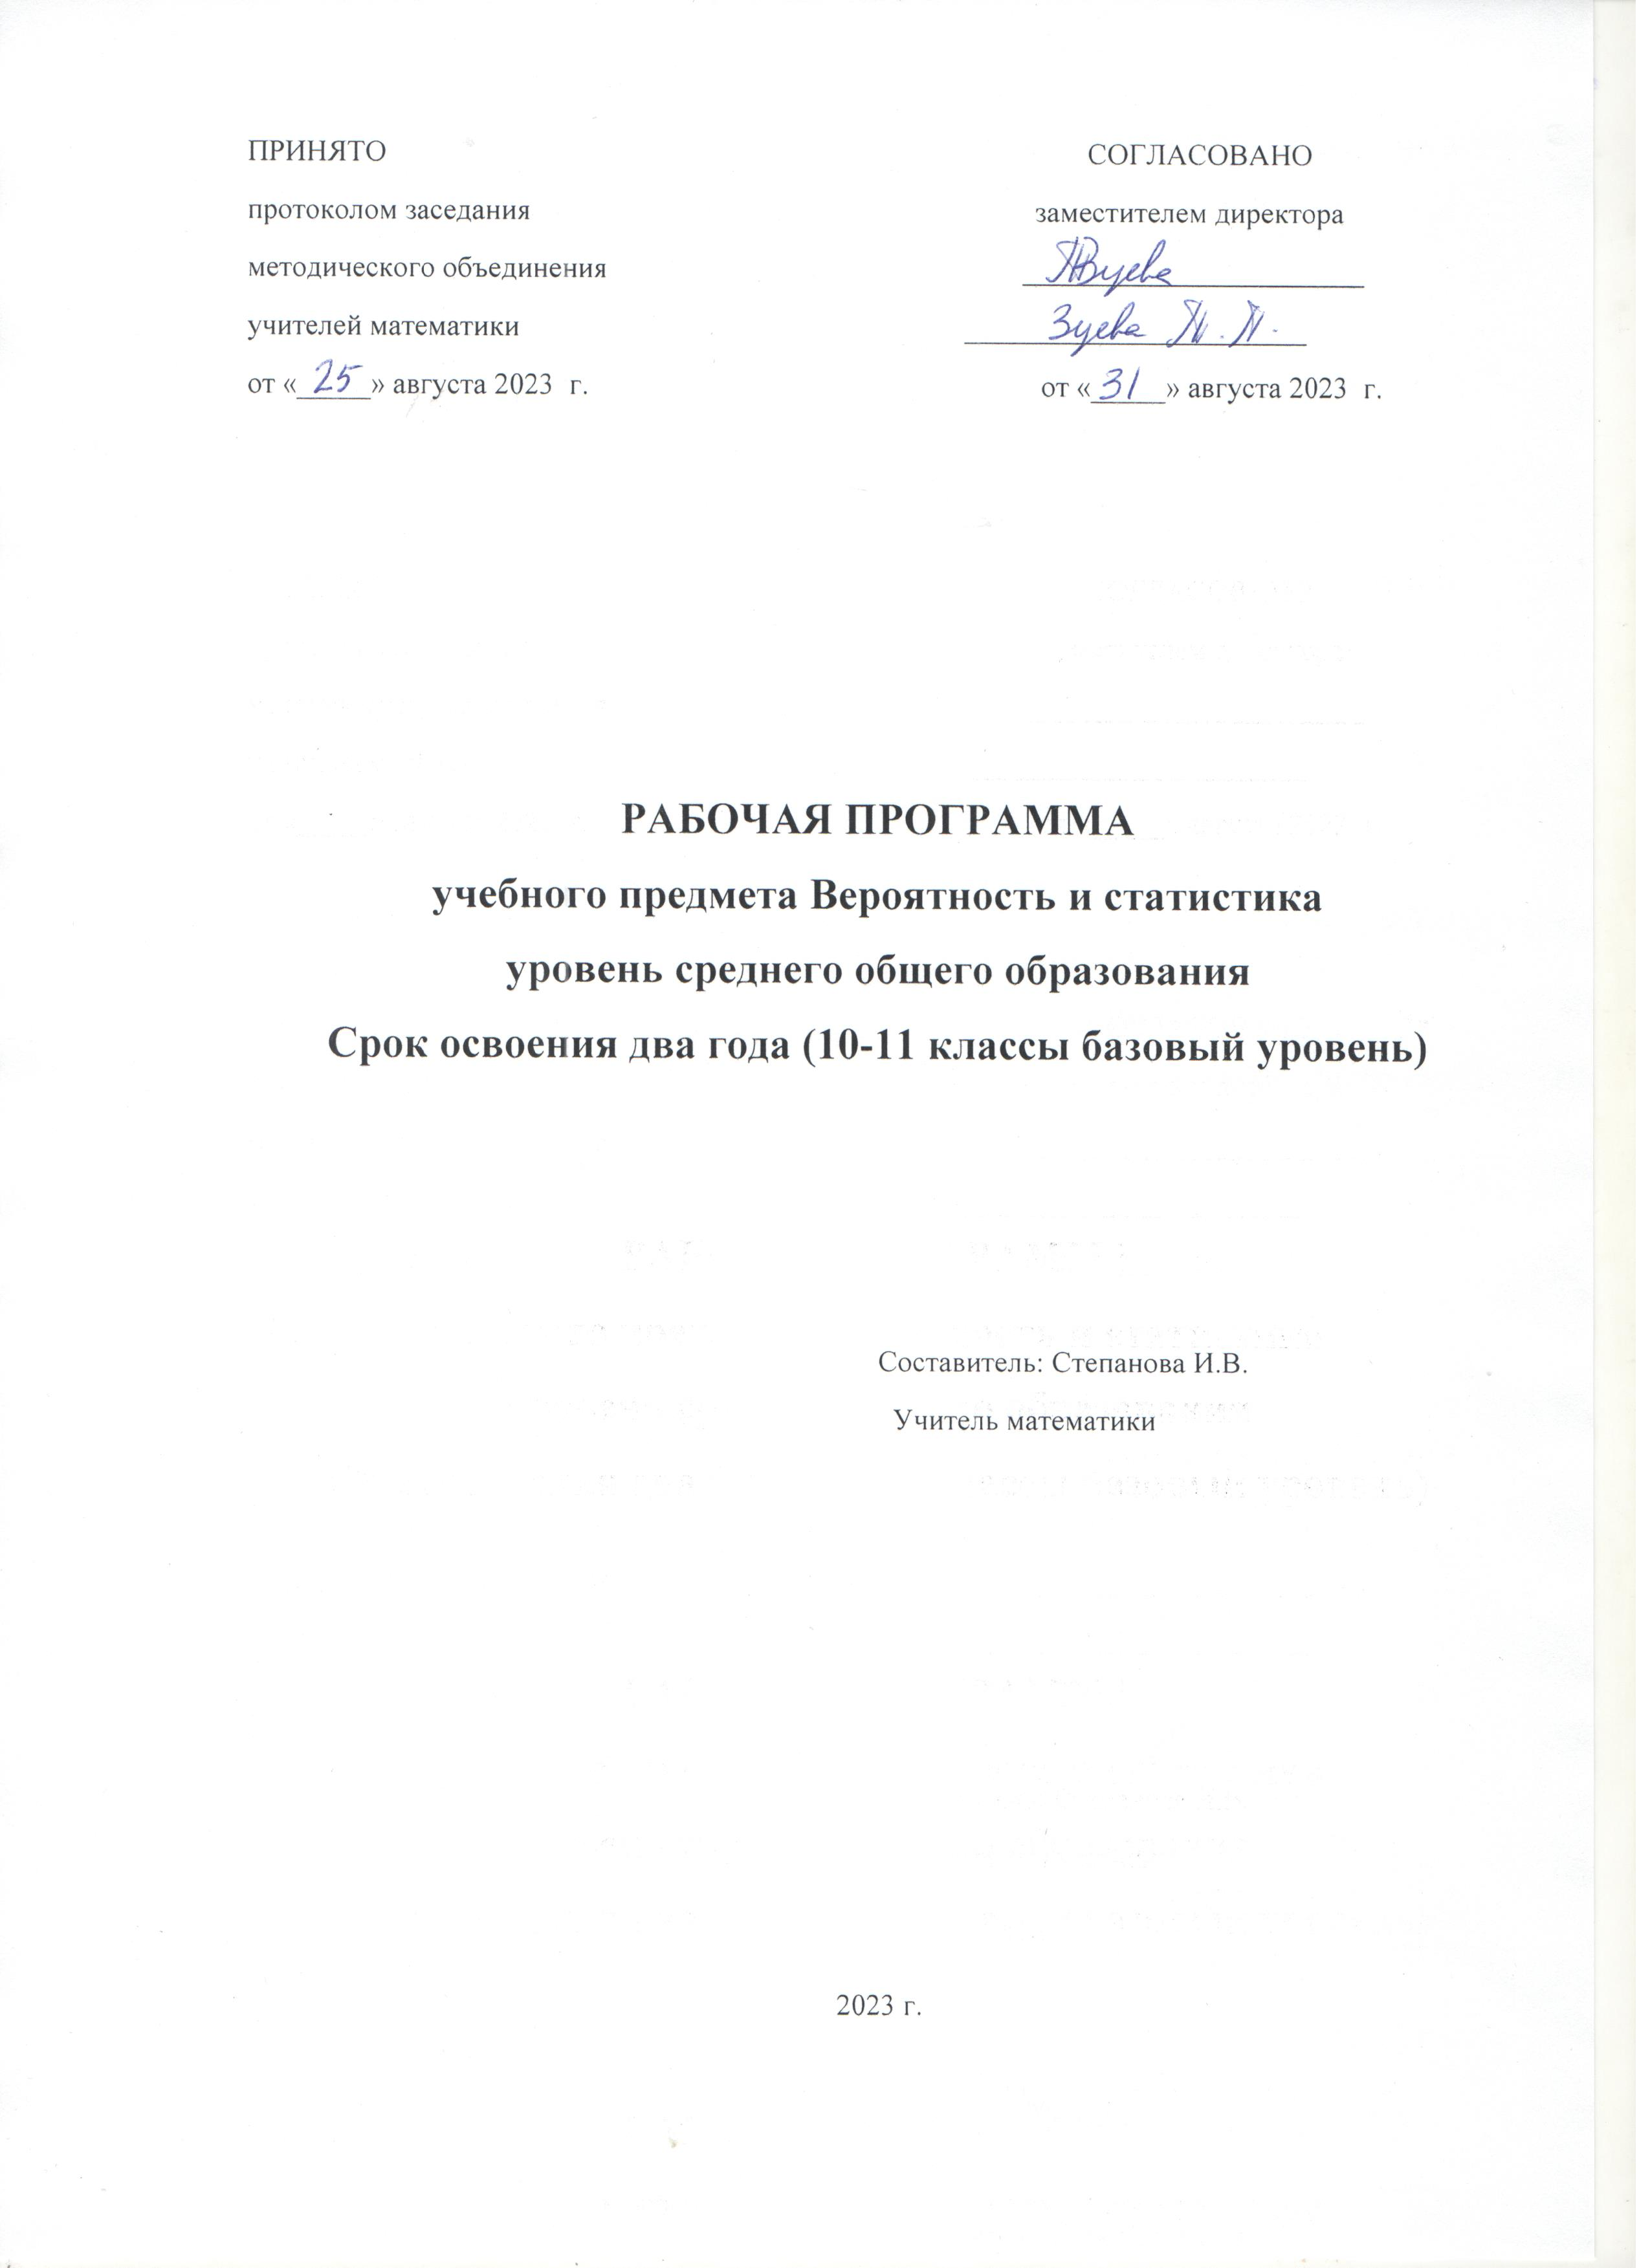 ПРИНЯТО
протоколом заседания
методического объединения
учителей математики
от «25» августа 2023 г.
СОГЛАСОВАНО
заместителем директора
Зуева
от «31» августа 2023 г.
РАБОЧАЯ ПРОГРАММА
учебного предмета Вероятность и статистика
уровень среднего общего образования
Срок освоения два года (10-11 классы базовый уровень)
Составитель: Степанова И.В.
Учитель математики
2023 г.